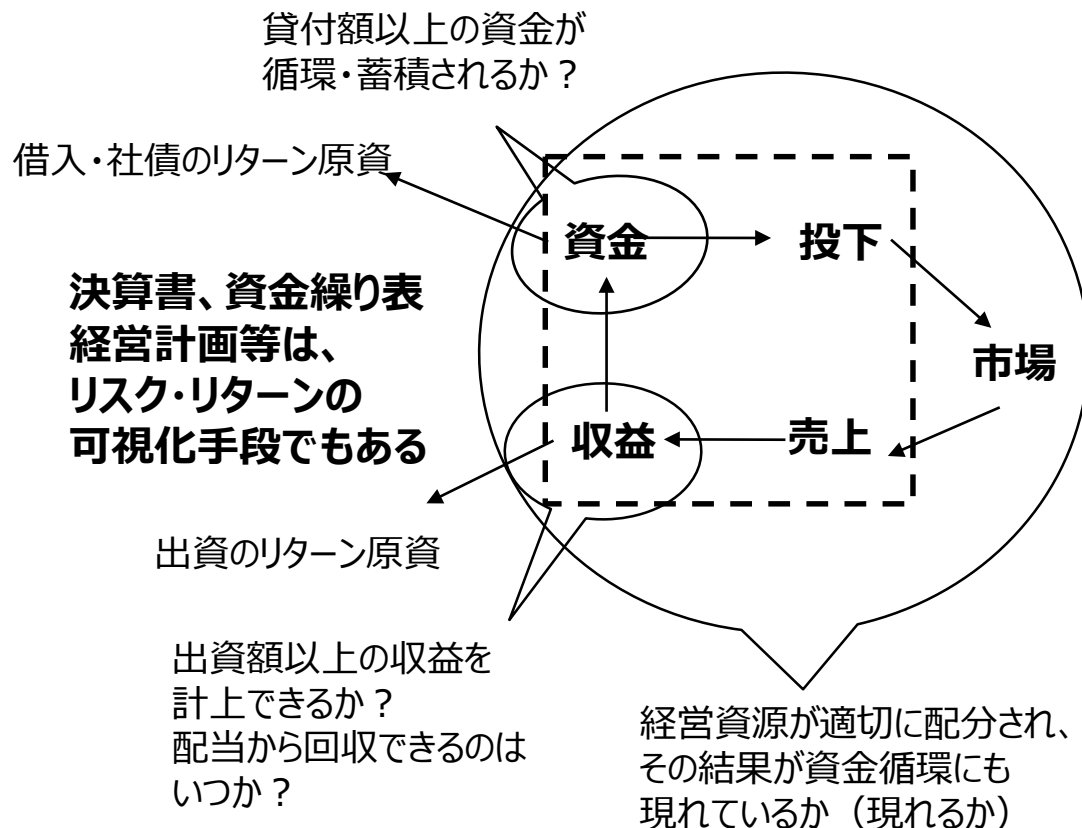 貸付額以上の資金が
循環・蓄積されるか？
借入・社債のリターン原資
資金
投下
決算書、資金繰り表
経営計画等は、
リスク・リターンの
可視化手段でもある
市場
収益
売上
出資のリターン原資
出資額以上の収益を
計上できるか？
配当から回収できるのは
いつか？
経営資源が適切に配分され、
その結果が資金循環にも
現れているか（現れるか）